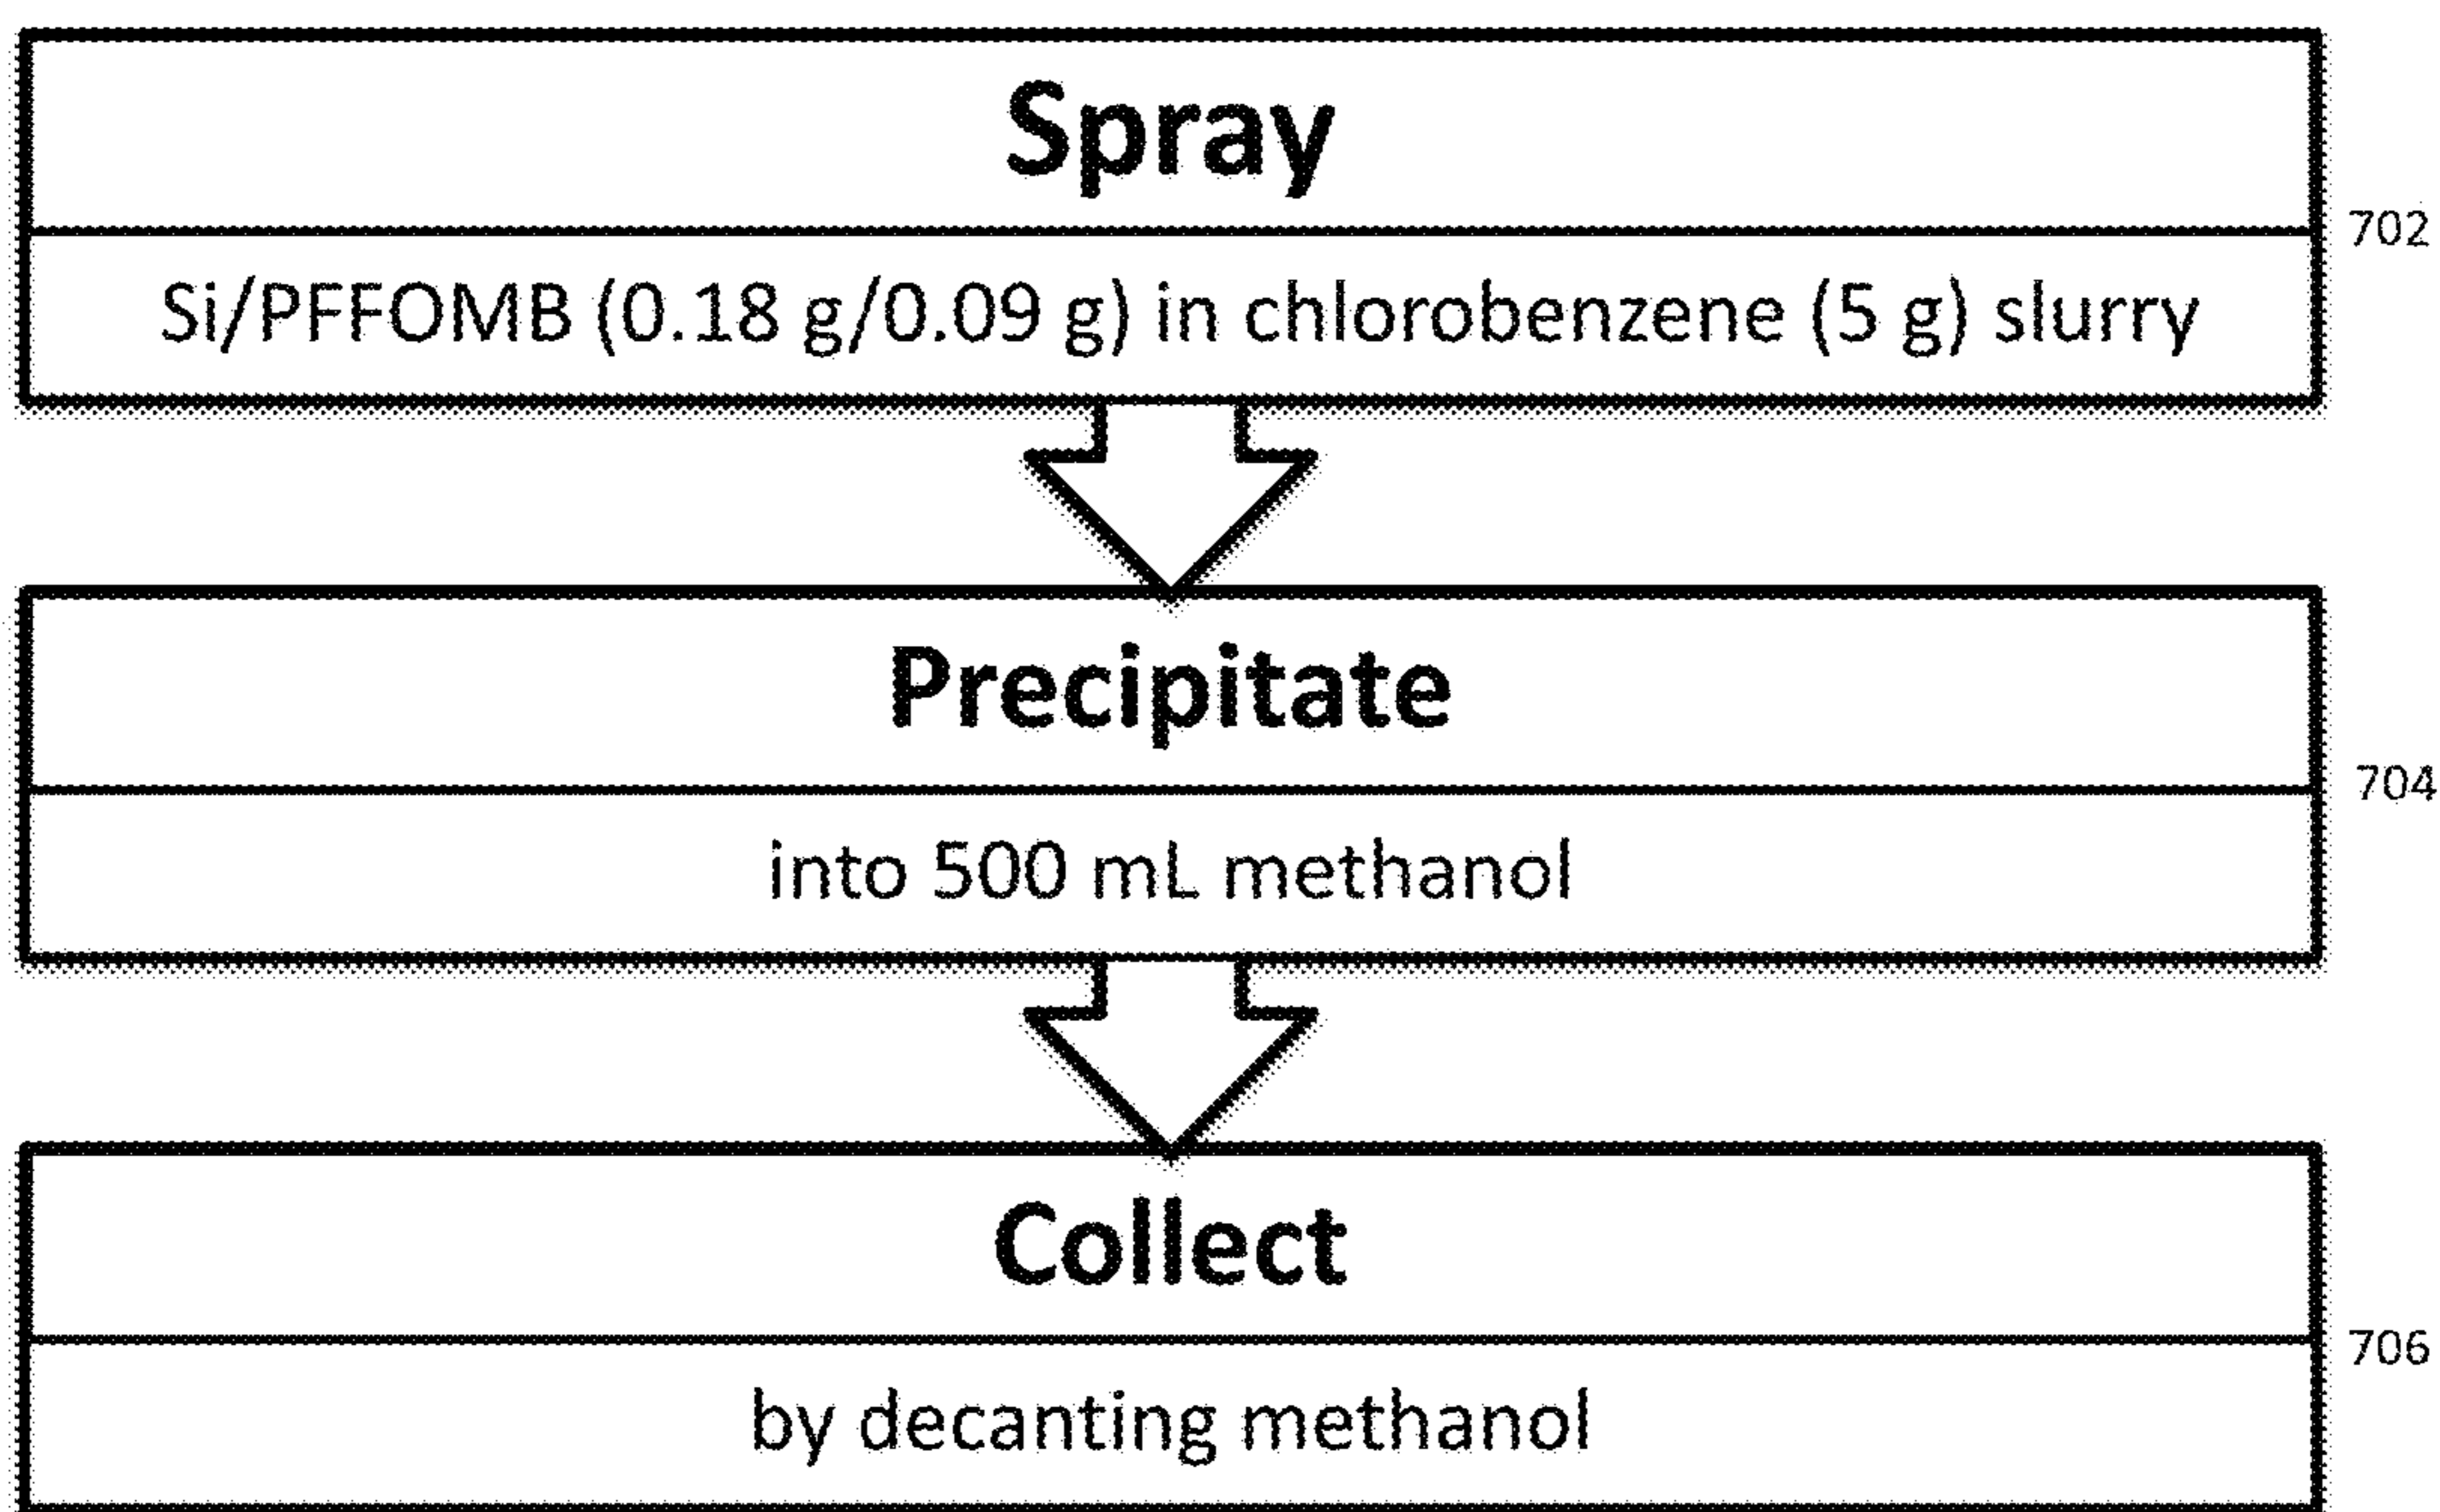 Spray
702
Si/PFFOMB (0.18 g/0.09 g) in chlorobenzene (5 g) slurry
Precipitate
704
into 500 mL methanol
Collect
706
by decanting methanol